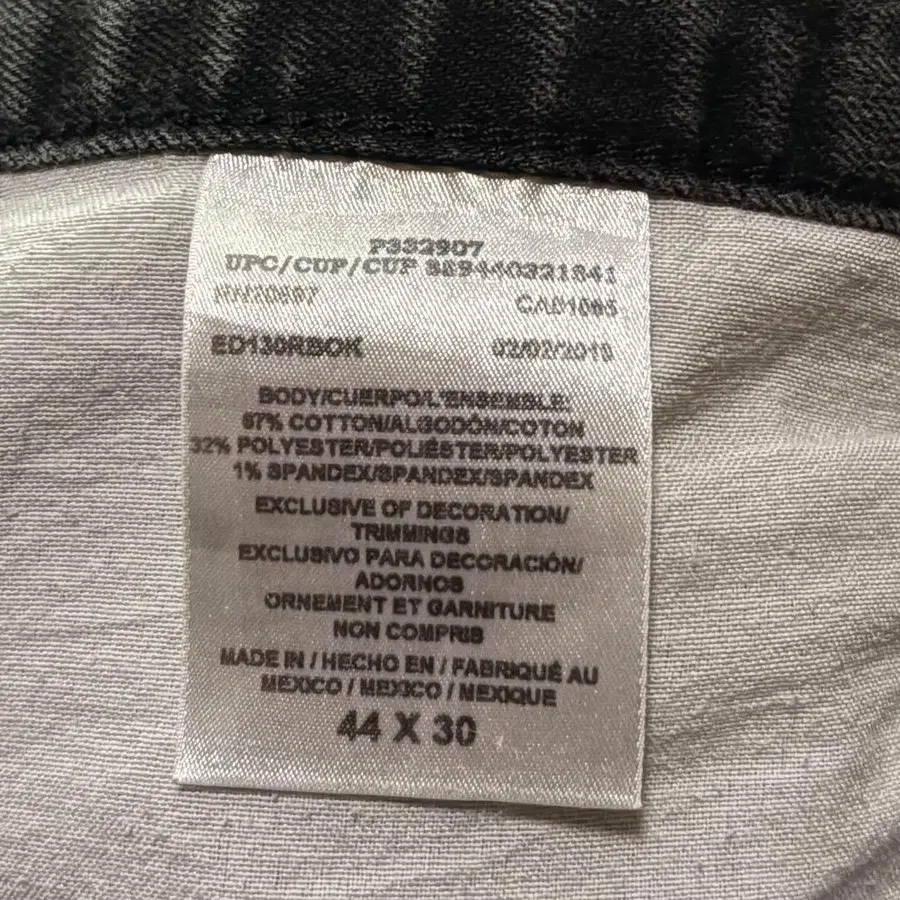 P332907
UPC/CUP/CUP
ED130RBOK
BODY/CUERPO/L'ENSEMBLE:
67% COTTON/ALGODÓN/COTON
32% POLYESTER/POLIÉSTER/POLYESTER
1% SPANDEX/SPANDEX/SPANDEX
EXCLUSIVE OF DECORATION/
TRIMMINGS
EXCLUSIVO PARA DECORACIÓN/
ADORNOS
ORNEMENT ET GARNITURE
NON COMPRIS
MADE IN / HECHO EN / FABRIQUÉ AU
MEXICO / MEXICO / MEXIQUE
44 X 30